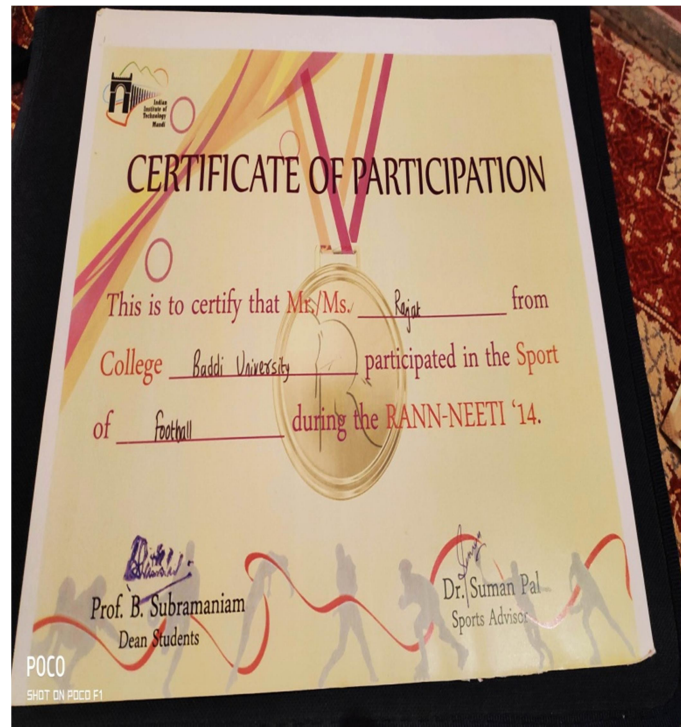 Indian
Institute of
Technology
Mandi
CERTIFICATE OF PARTICIPATION
This is to certify that Mr./Ms. Rajat from
College Baddi University participated in the Sport
of Football during the RANN-NEETI '14.
Prof. B. Subramaniam
Dean Students
Dr. Suman Pal
Sports Advisor
POCO
SHOT ON POCO F1